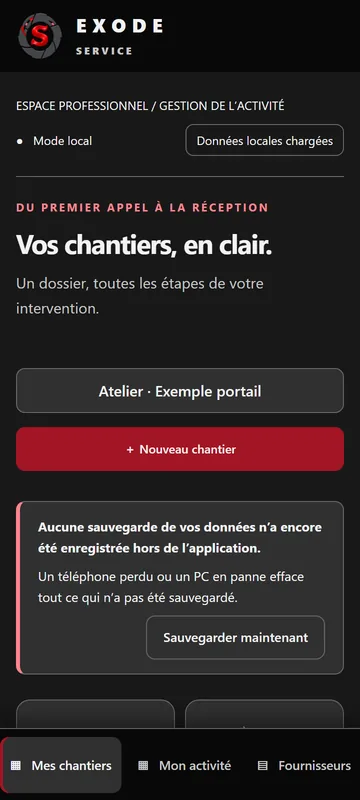 EXODE
SERVICE
ESPACE PROFESSIONNEL / GESTION DE L’ACTIVITÉ
Mode local
Données locales chargées
DU PREMIER APPEL À LA RÉCEPTION
Vos chantiers, en clair.
Un dossier, toutes les étapes de votre
intervention.
Atelier · Exemple portail
+ Nouveau chantier
Aucune sauvegarde de vos données n’a encore
été enregistrée hors de l’application.
Un téléphone perdu ou un PC en panne efface
tout ce qui n’a pas été sauvegardé.
Sauvegarder maintenant
Mes chantiers
Mon activité
Fournisseurs